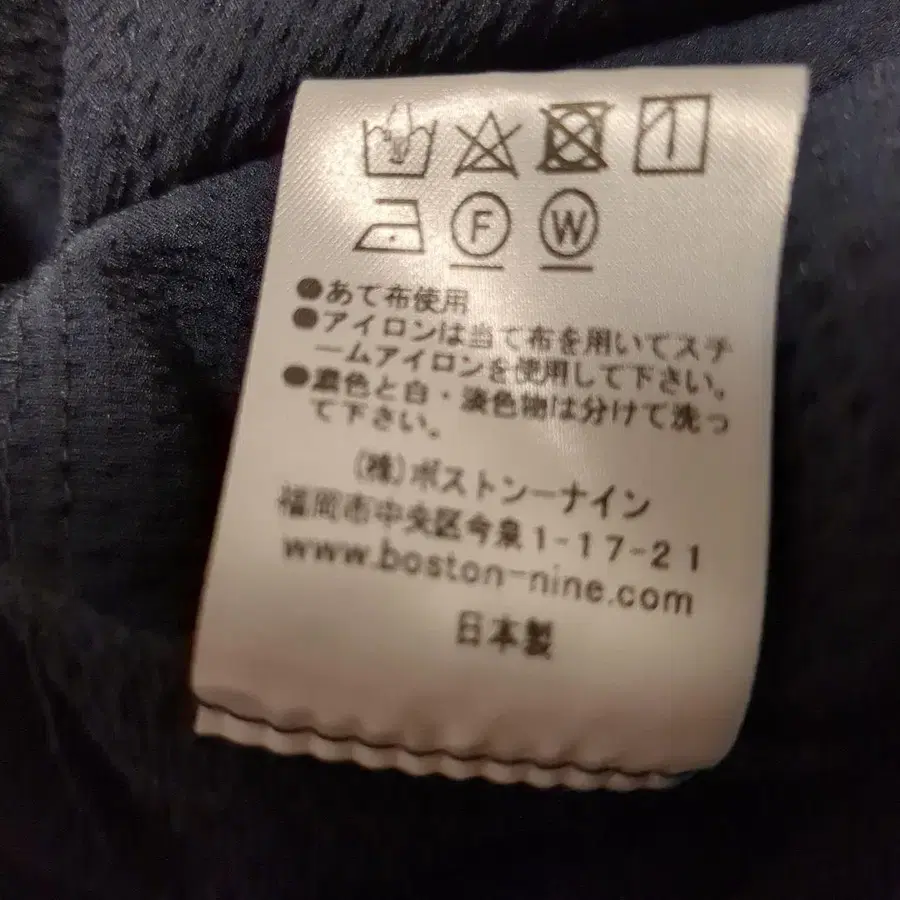 F W
●あて布使用
●アイロンは当て布を用いてスチ
ームアイロンを使用して下さい。
●濃色と白・淡色物は分けて洗っ
て下さい。
(株)ボストンーナイン
福岡市中央区今泉1-17-21
www.boston-nine.com
日本製